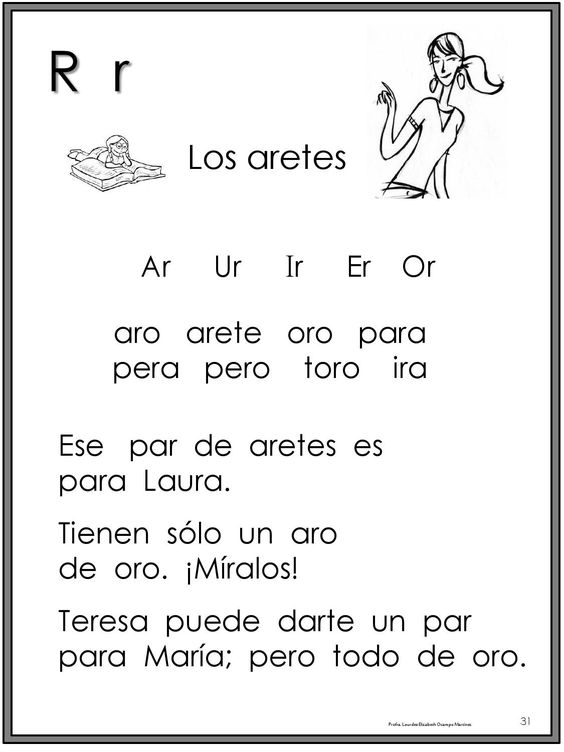 R r
Los aretes
Ar Ur Ir Er Or
aro arete oro para
pera pero toro ira
Ese par de aretes es
para Laura.
Tienen sólo un aro
de oro. ¡Míralos!
Teresa puede darte un par
para María; pero todo de oro.
Profra. Lourdes Elizabeth Ocampo Martínez
31